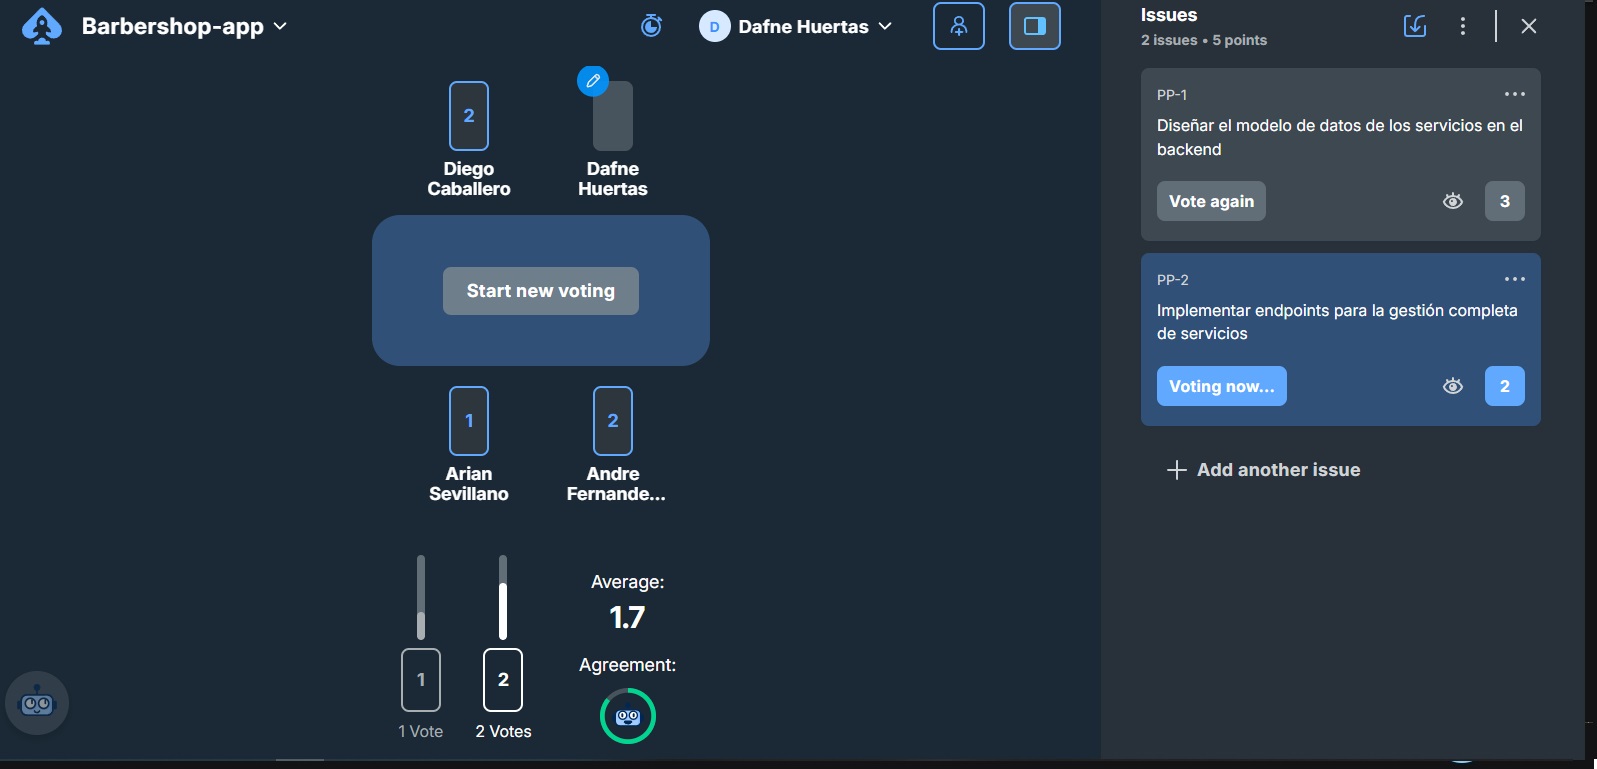 Barbershop-app
D Dafne Huertas
2
Diego
Caballero
Dafne
Huertas
Start new voting
1
Arian
Sevillano
2
Andre
Fernande...
1
1 Vote
2
2 Votes
Average:
1.7
Agreement:
Issues
2 issues • 5 points
PP-1
Diseñar el modelo de datos de los servicios en el
backend
Vote again
3
PP-2
Implementar endpoints para la gestión completa
de servicios
Voting now...
2
Add another issue